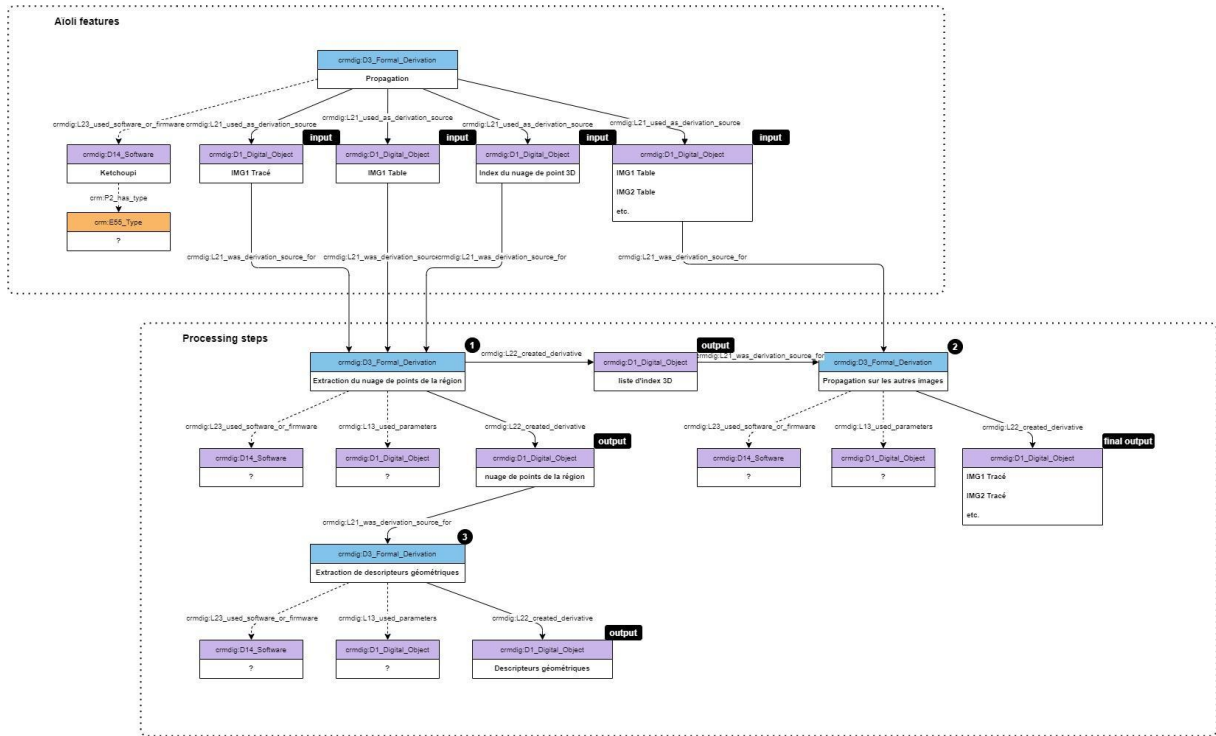 Aïoli features
crmdig:D3_Formal_Derivation
Propagation
crmdig:L23_used_software_or_firmware
crmdig:L21_used_as_derivation_source
crmdig:L21_used_as_derivation_source
crmdig:L21_used_as_derivation_source
crmdig:L21_used_as_derivation_source
input
input
input
input
crmdig:D14_Software
Ketchoupi
crmdig:D1_Digital_Object
IMG1 Tracé
crmdig:D1_Digital_Object
IMG1 Table
crmdig:D1_Digital_Object
Index du nuage de point 3D
crmdig:D1_Digital_Object
IMG1 Table
IMG2 Table
etc.
crm:P2_has_type
crm:E55_Type
?
crmdig:L21_was_derivation_source_for
crmdig:L21_was_derivation_source
crmdig:L21_was_derivation_source_for
crmdig:L21_was_derivation_source_for
Processing steps
1
crmdig:D3_Formal_Derivation
Extraction du nuage de points de la région
crmdig:L22_created_derivative
output
crmdig:D1_Digital_Object
liste d'index 3D
crmdig:L21_was_derivation_source_for
2
crmdig:D3_Formal_Derivation
Propagation sur les autres images
crmdig:L23_used_software_or_firmware
crmdig:L13_used_parameters
crmdig:L22_created_derivative
output
crmdig:D14_Software
?
crmdig:D1_Digital_Object
?
crmdig:D1_Digital_Object
nuage de points de la région
crmdig:L23_used_software_or_firmware
crmdig:L13_used_parameters
crmdig:L22_created_derivative
final output
crmdig:D14_Software
?
crmdig:D1_Digital_Object
?
crmdig:D1_Digital_Object
IMG1 Tracé
IMG2 Tracé
etc.
crmdig:L21_was_derivation_source_for
3
crmdig:D3_Formal_Derivation
Extraction de descripteurs géométriques
crmdig:L23_used_software_or_firmware
crmdig:L13_used_parameters
crmdig:L22_created_derivative
output
crmdig:D14_Software
?
crmdig:D1_Digital_Object
?
crmdig:D1_Digital_Object
Descripteurs géométriques